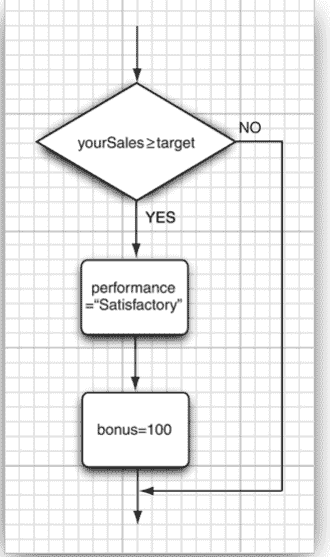 yourSales≥target
NO
YES
performance
=“Satisfactory”
bonus=100